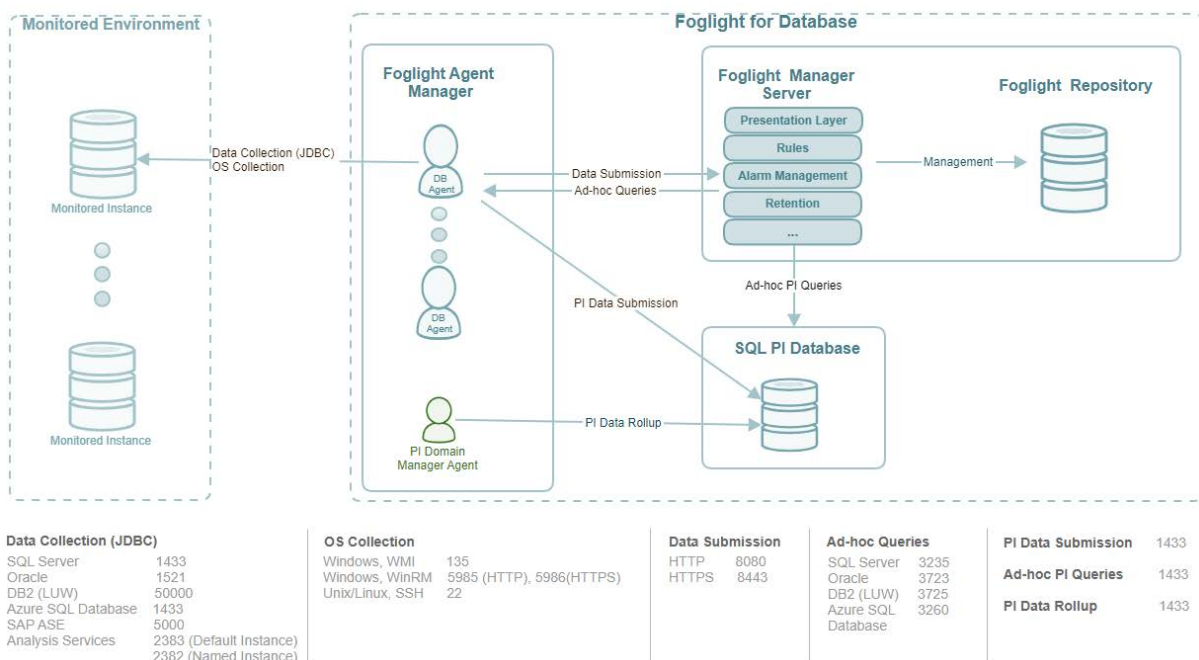 Monitored Environment
Foglight for Database
Foglight Agent
Manager
Foglight Manager
Server
Foglight Repository
Presentation Layer
Rules
Alarm Management
Retention
...
Data Collection (JDBC)
OS Collection
DB
Agent
Data Submission
Ad-hoc Queries
Management
Monitored Instance
Ad-hoc PI Queries
PI Data Submission
DB
Agent
SQL PI Database
PI Data Rollup
Monitored Instance
PI Domain
Manager Agent
Data Collection (JDBC)
SQL Server 1433
Oracle 1521
DB2 (LUW) 50000
Azure SQL Database 1433
SAP ASE 5000
Analysis Services 2383 (Default Instance)
2382 (Named Instance)
OS Collection
Windows, WMI 135
Windows, WinRM 5985 (HTTP), 5986(HTTPS)
Unix/Linux, SSH 22
Data Submission
HTTP 8080
HTTPS 8443
Ad-hoc Queries
SQL Server 3235
Oracle 3723
DB2 (LUW) 3725
Azure SQL 3260
Database
PI Data Submission 1433
Ad-hoc PI Queries 1433
PI Data Rollup 1433